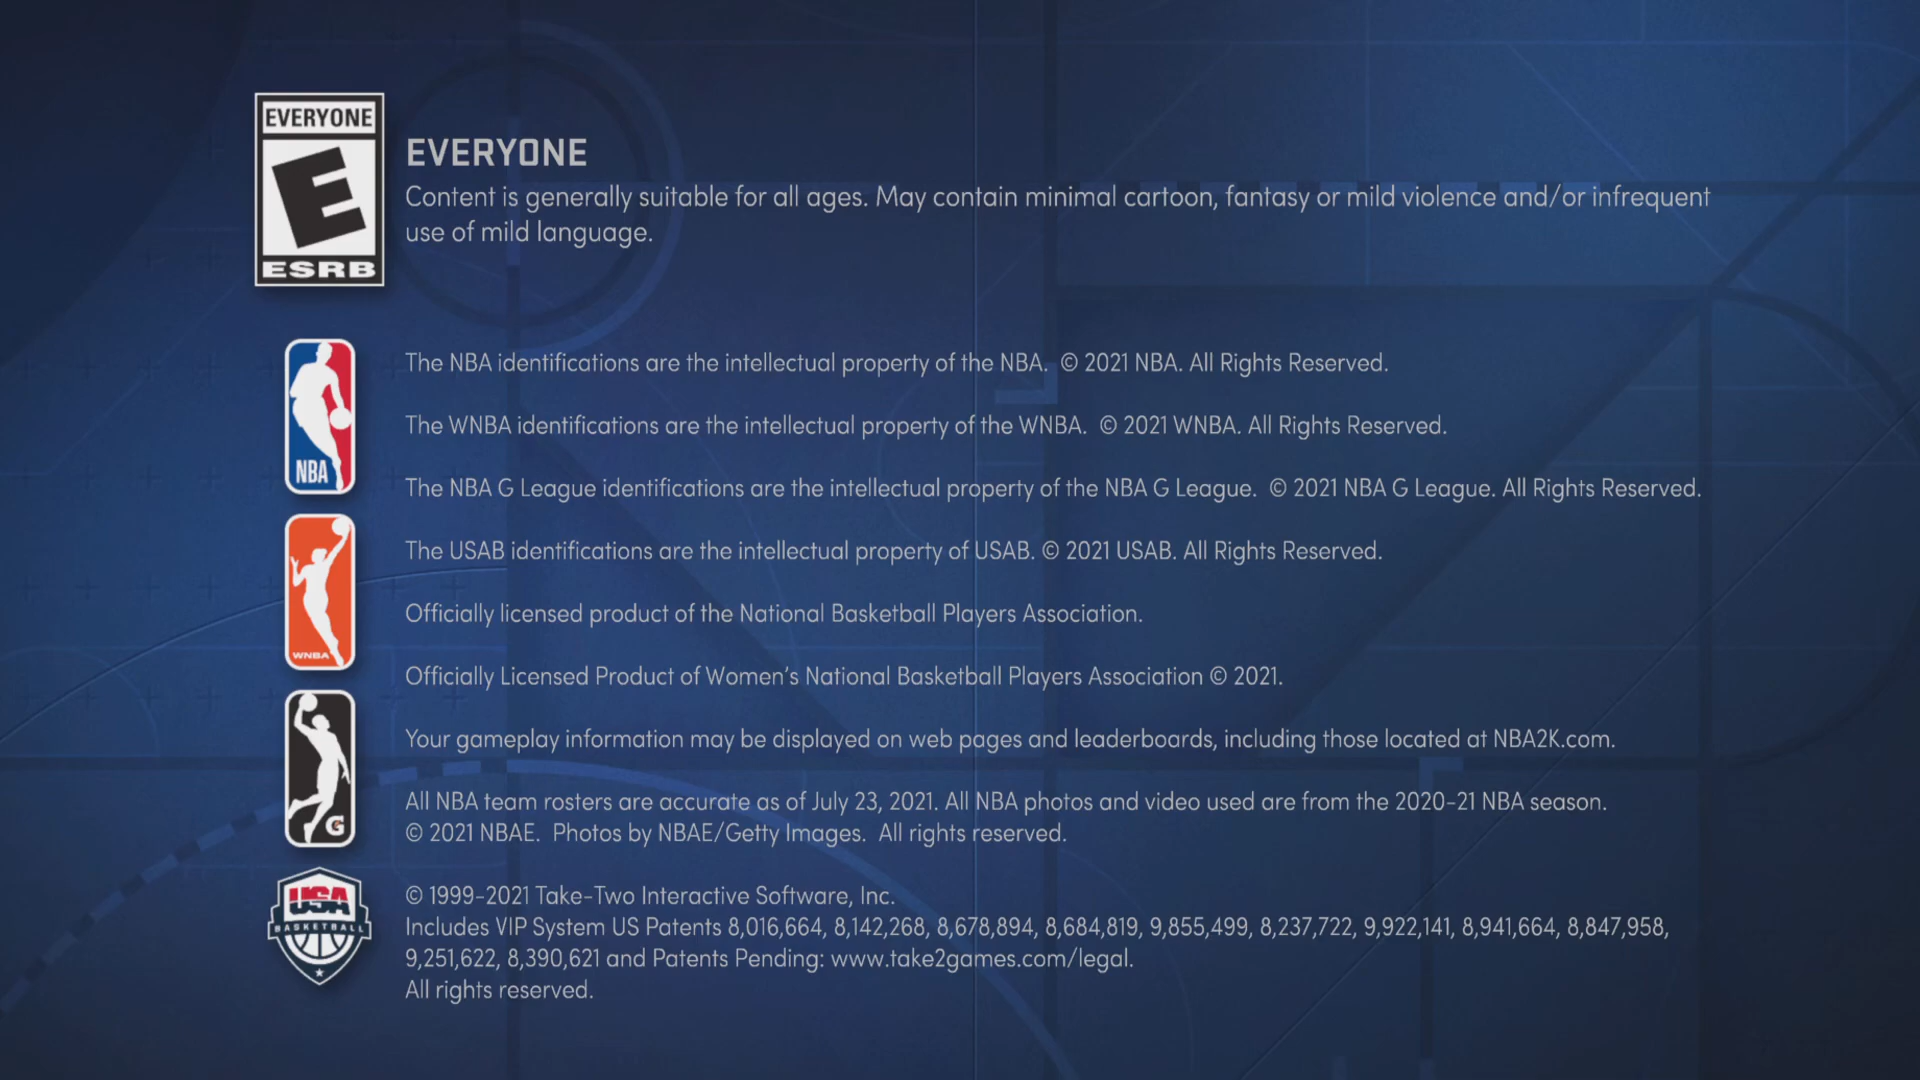 EVERYONE
E
ESRB
EVERYONE
Content is generally suitable for all ages. May contain minimal cartoon, fantasy or mild violence and/or infrequent
use of mild language.
NBA
The NBA identifications are the intellectual property of the NBA.  © 2021 NBA. All Rights Reserved.
The WNBA identifications are the intellectual property of the WNBA.  © 2021 WNBA. All Rights Reserved.
The NBA G League identifications are the intellectual property of the NBA G League.  © 2021 NBA G League. All Rights Reserved.
WNBA
The USAB identifications are the intellectual property of USAB. © 2021 USAB. All Rights Reserved.
Officially licensed product of the National Basketball Players Association.
Officially Licensed Product of Women's National Basketball Players Association © 2021.
G
Your gameplay information may be displayed on web pages and leaderboards, including those located at NBA2K.com.
All NBA team rosters are accurate as of July 23, 2021. All NBA photos and video used are from the 2020-21 NBA season.
© 2021 NBAE.  Photos by NBAE/Getty Images.  All rights reserved.
USA
BASKETBALL
© 1999-2021 Take-Two Interactive Software, Inc.
Includes VIP System US Patents 8,016,664, 8,142,268, 8,678,894, 8,684,819, 9,855,499, 8,237,722, 9,922,141, 8,941,664, 8,847,958,
9,251,622, 8,390,621 and Patents Pending: www.take2games.com/legal.
All rights reserved.